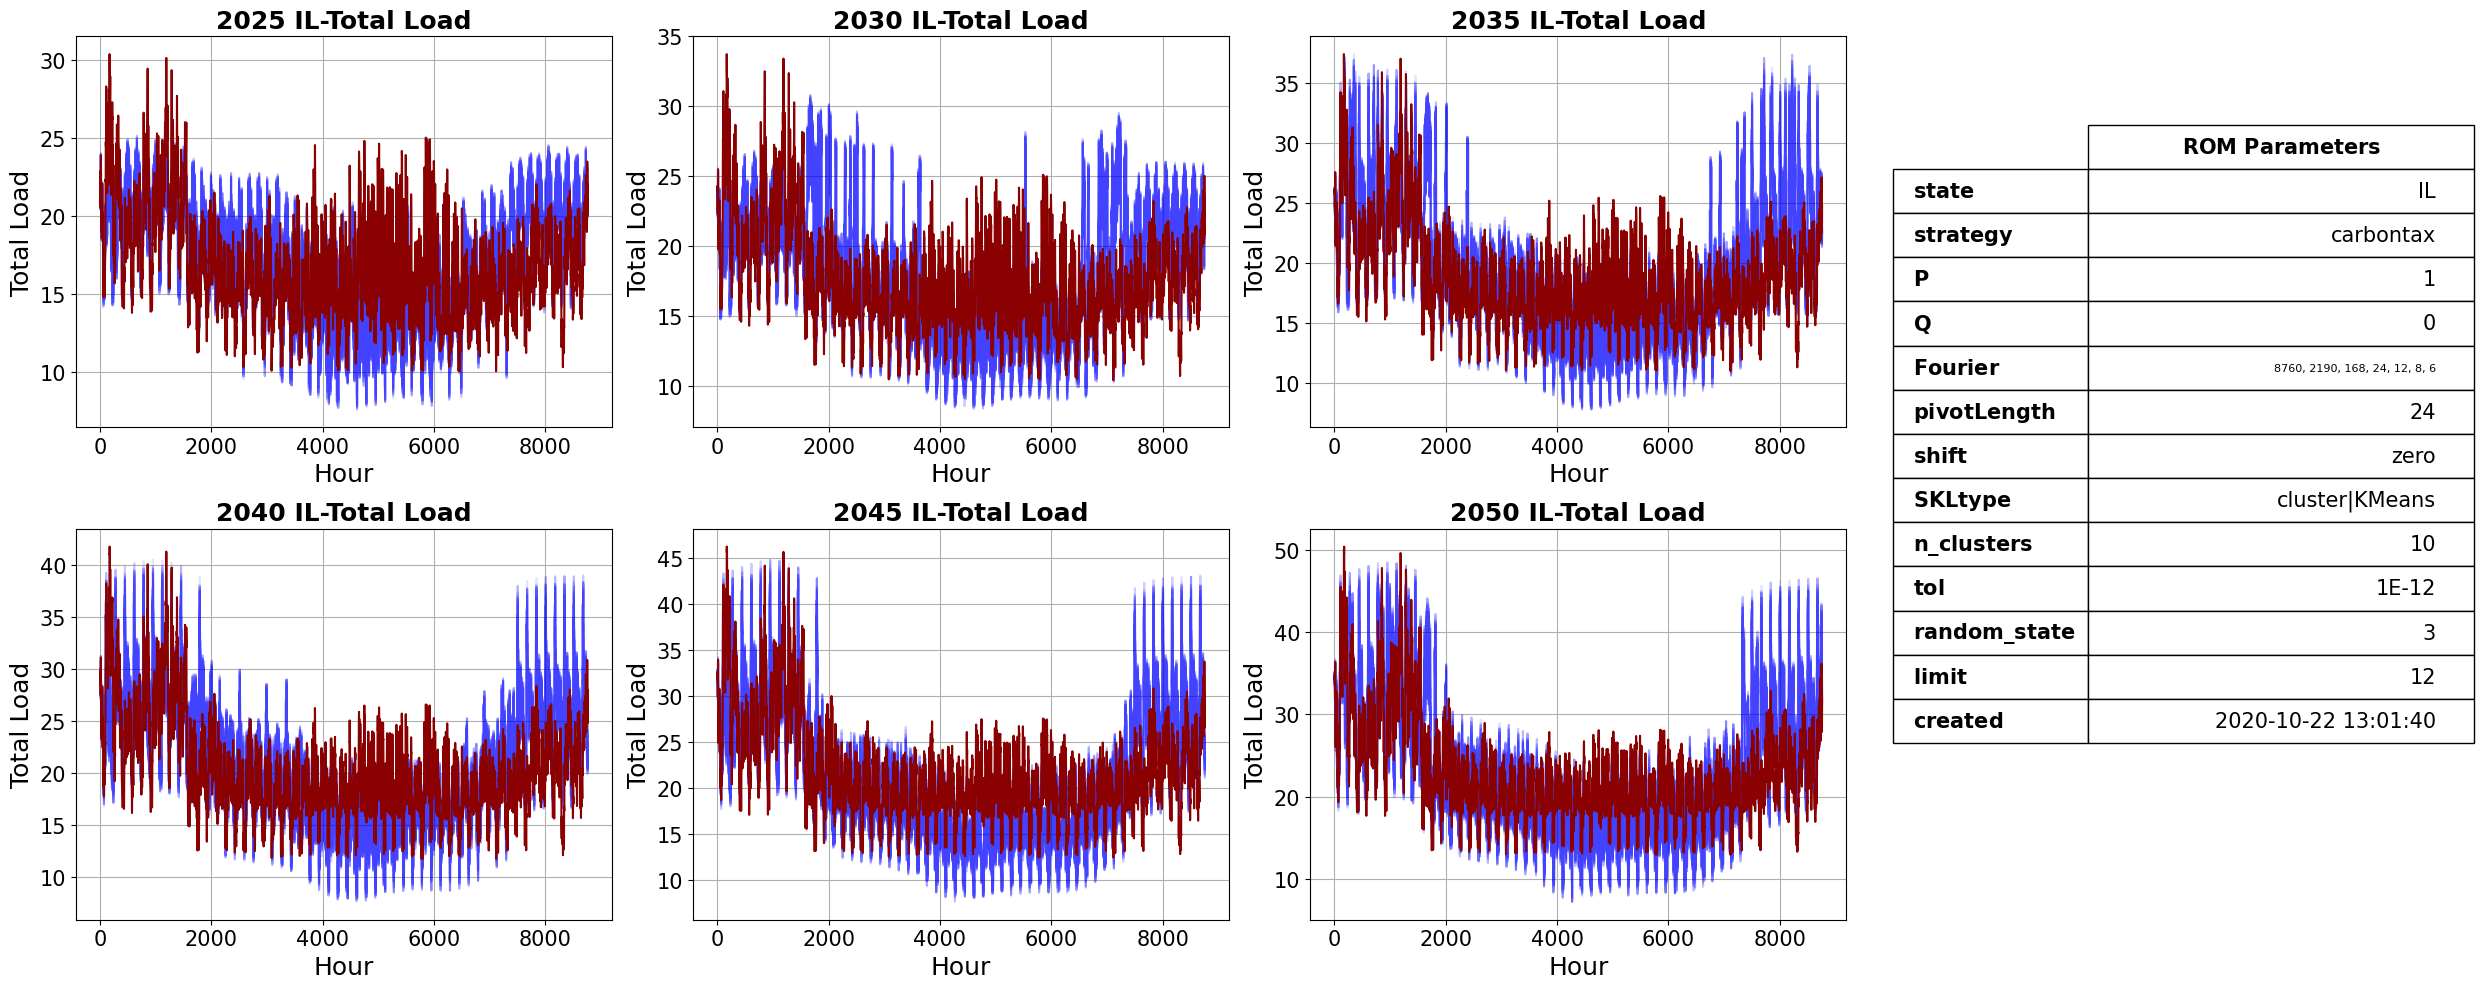 2025 IL-Total Load
30
25
20
15
10
Total Load
0 2000 4000 6000 8000
Hour
2030 IL-Total Load
35
30
25
20
15
10
Total Load
0 2000 4000 6000 8000
Hour
2035 IL-Total Load
35
30
25
20
15
10
Total Load
0 2000 4000 6000 8000
Hour
2040 IL-Total Load
40
35
30
25
20
15
10
Total Load
0 2000 4000 6000 8000
Hour
2045 IL-Total Load
45
40
35
30
25
20
15
10
Total Load
0 2000 4000 6000 8000
Hour
2050 IL-Total Load
50
40
30
20
10
Total Load
0 2000 4000 6000 8000
Hour
ROM Parameters
state IL
strategy carbontax
P 1
Q 0
Fourier 8760, 2190, 168, 24, 12, 8, 6
pivotLength 24
shift zero
SKLtype cluster|KMeans
n_clusters 10
tol 1E-12
random_state 3
limit 12
created 2020-10-22 13:01:40